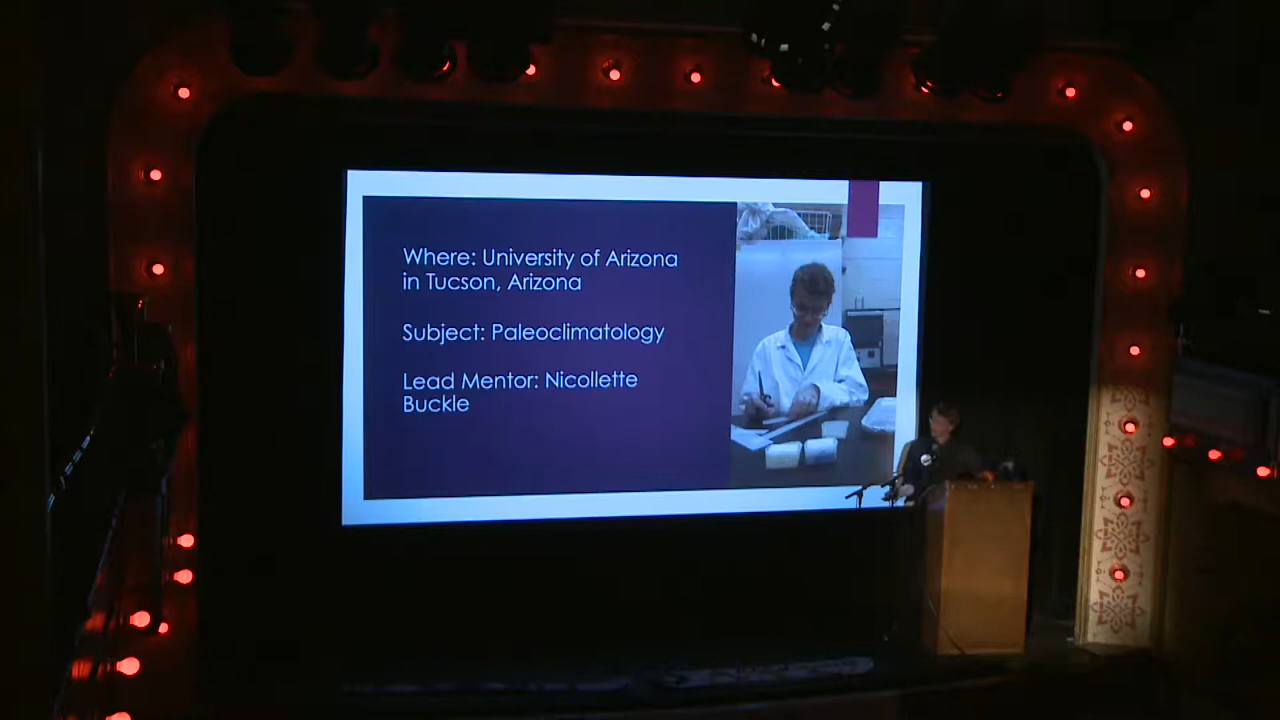 Where: University of Arizona
in Tucson, Arizona
Subject: Paleoclimatology
Lead Mentor: Nicollette
Buckle